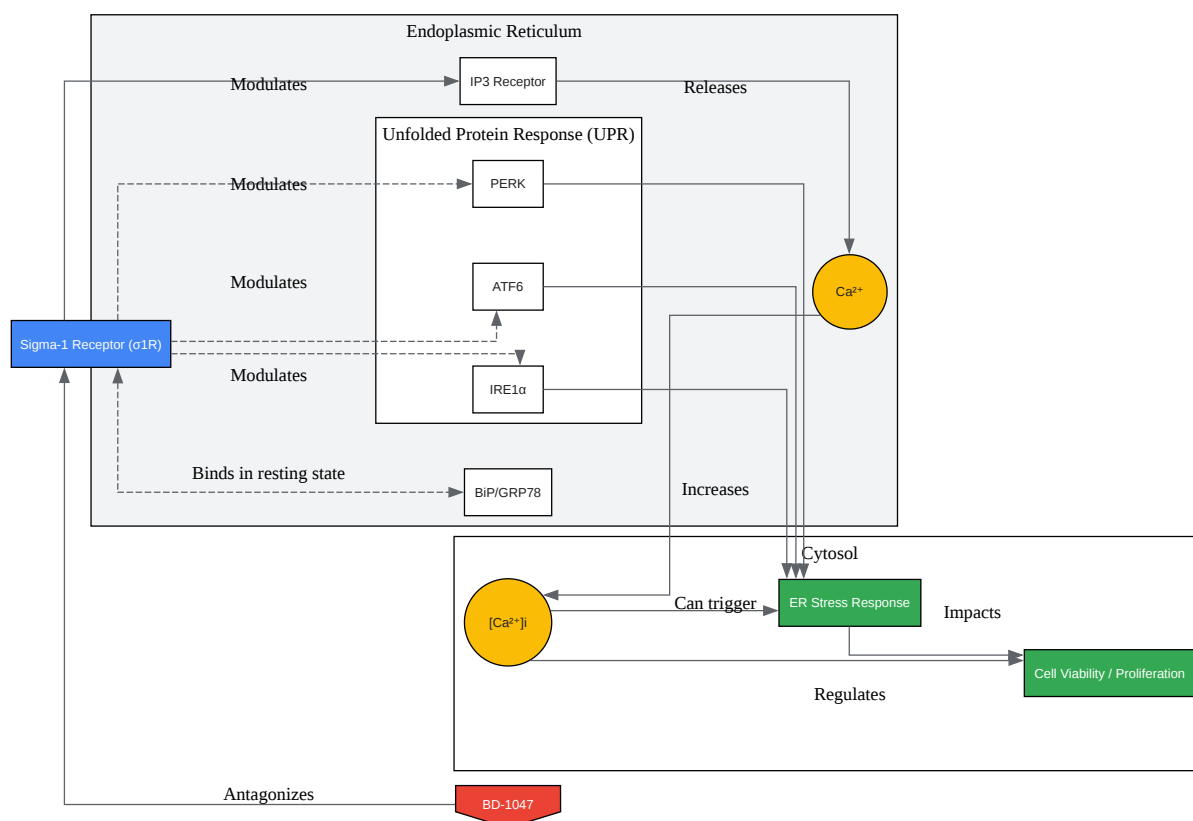 Endoplasmic Reticulum
Modulates
IP3 Receptor
Releases
Unfolded Protein Response (UPR)
Modulates
PERK
Modulates
ATF6
Ca²⁺
Sigma-1 Receptor (σ1R)
Modulates
IRE1α
Binds in resting state
BiP/GRP78
Increases
Cytosol
[Ca²⁺]i
Can trigger
ER Stress Response
Impacts
Cell Viability / Proliferation
Regulates
Antagonizes
BD-1047